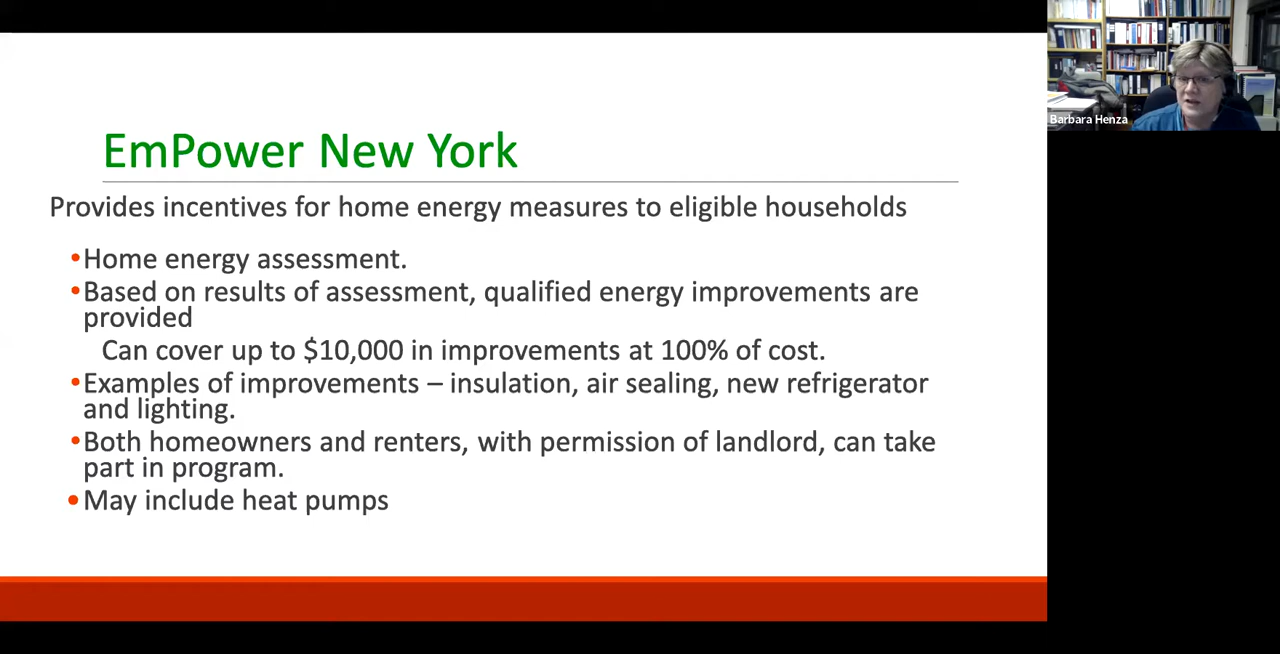 EmPower New York
Provides incentives for home energy measures to eligible households
•Home energy assessment.
•Based on results of assessment, qualified energy improvements are
provided
Can cover up to $10,000 in improvements at 100% of cost.
•Examples of improvements – insulation, air sealing, new refrigerator
and lighting.
•Both homeowners and renters, with permission of landlord, can take
part in program.
•May include heat pumps
Barbara Henza